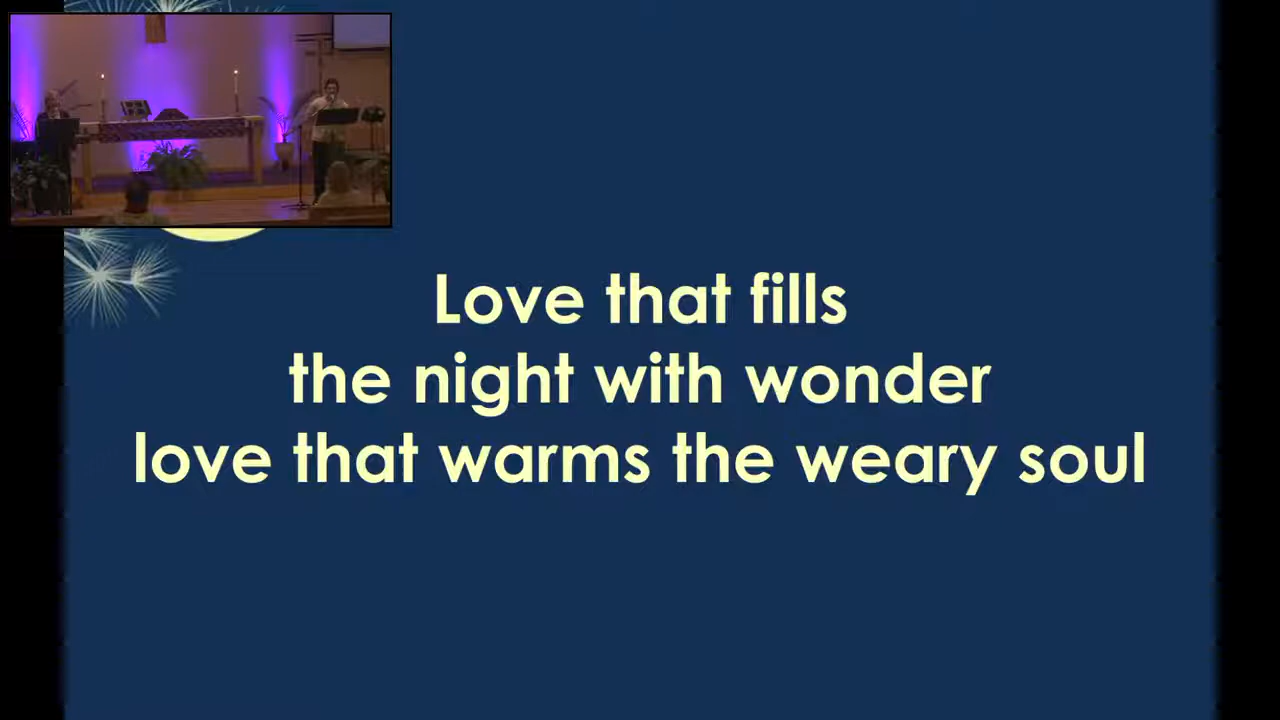 Love that fills
the night with wonder
love that warms the weary soul